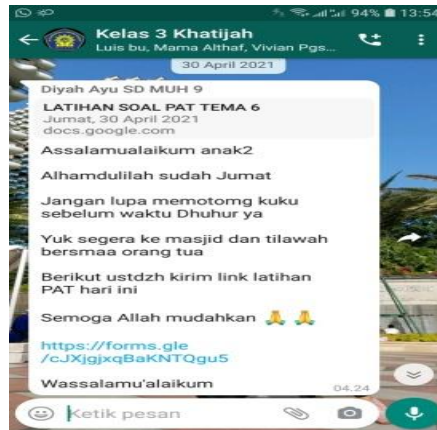 94% 13:54
Kelas 3 Khatijah
Luis bu, Mama Althaf, Vivian Pgs...
30 April 2021
Diyah Ayu SD MUH 9
LATIHAN SOAL PAT TEMA 6
Jumat, 30 April 2021
docs.google.com
Assalamualaikum anak2
Alhamdulilah sudah Jumat
Jangan lupa memotomg kuku
sebelum waktu Dhuhur ya
Yuk segera ke masjid dan tilawah
bersmaa orang tua
Berikut ustdzh kirim link latihan
PAT hari ini
Semoga Allah mudahkan 🙏 🙏
https://forms.gle
/cJXjgjxqBaKNTQgu5
Wassalamu'alaikum
04.24
Ketik pesan